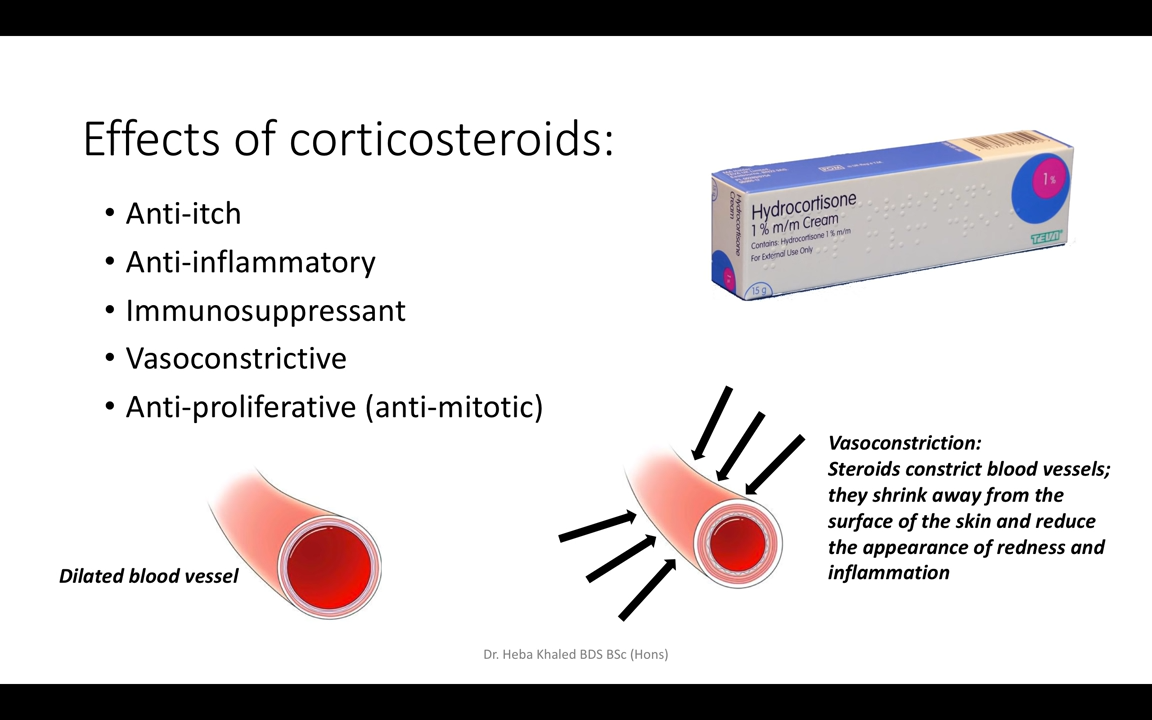 Effects of corticosteroids:
• Anti-itch
• Anti-inflammatory
• Immunosuppressant
• Vasoconstrictive
• Anti-proliferative (anti-mitotic)
Hydrocortisone
Cream
Hydrocortisone
1% m/m Cream
Contains: Hydrocortisone 1% m/m
For External Use Only
1%
TEVA
15 g
Dilated blood vessel
Vasoconstriction:
Steroids constrict blood vessels;
they shrink away from the
surface of the skin and reduce
the appearance of redness and
inflammation
Dr. Heba Khaled BDS BSc (Hons)